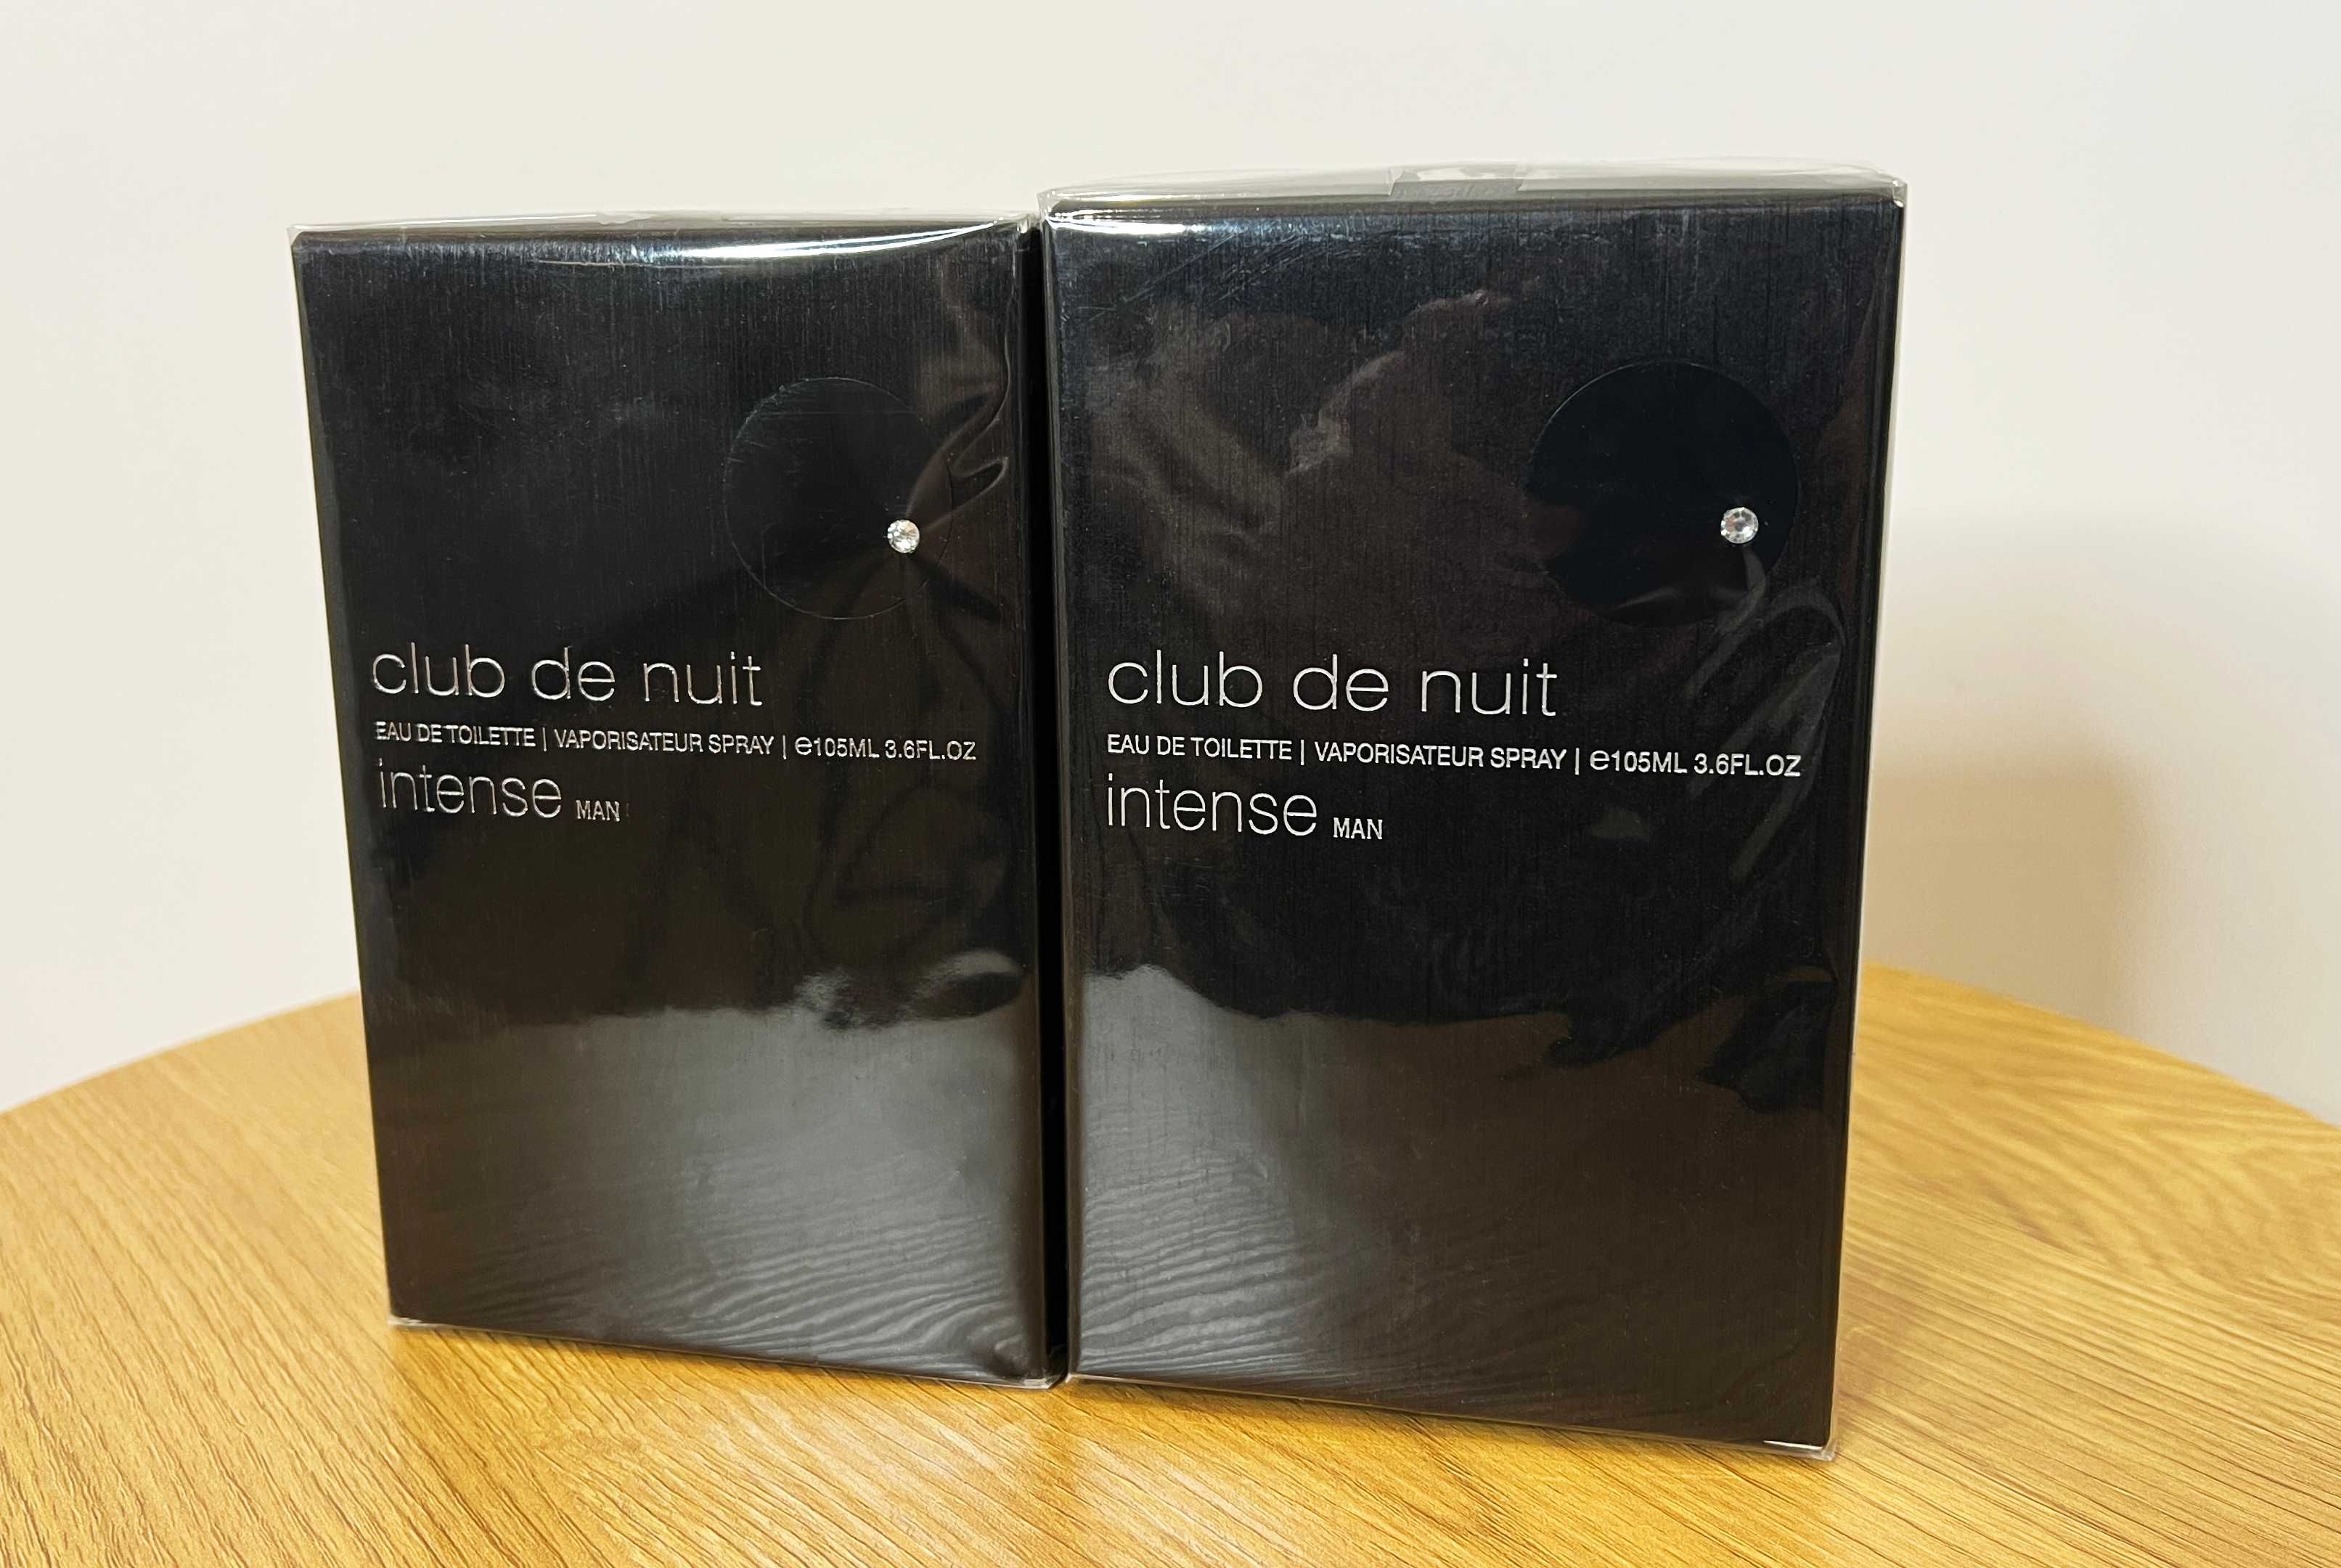 club de nuit
EAU DE TOILETTE | VAPORISATEUR SPRAY | ℮105ML 3.6FL.OZ
intense MAN
club de nuit
EAU DE TOILETTE | VAPORISATEUR SPRAY | ℮105ML 3.6FL.OZ
intense MAN